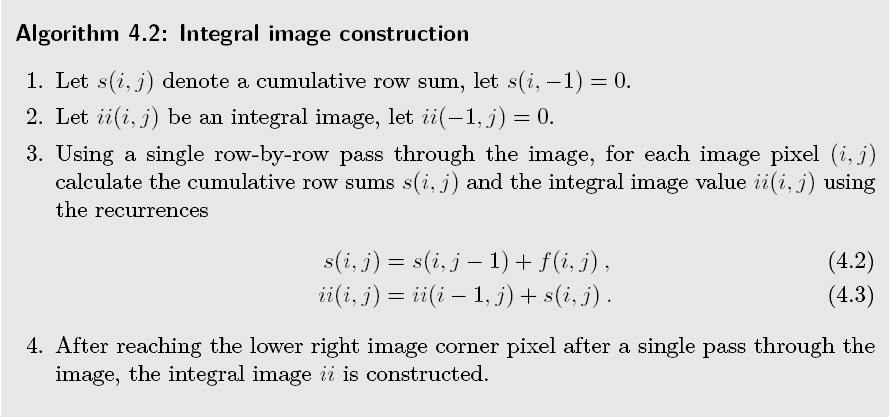 Algorithm 4.2: Integral image construction
1. Let s(i, j) denote a cumulative row sum, let s(i, −1) = 0.
2. Let ii(i, j) be an integral image, let ii(−1, j) = 0.
3. Using a single row-by-row pass through the image, for each image pixel (i, j)
calculate the cumulative row sums s(i, j) and the integral image value ii(i, j) using
the recurrences
s(i, j) = s(i, j − 1) + f(i, j) , (4.2)
ii(i, j) = ii(i − 1, j) + s(i, j) . (4.3)
4. After reaching the lower right image corner pixel after a single pass through the
image, the integral image ii is constructed.